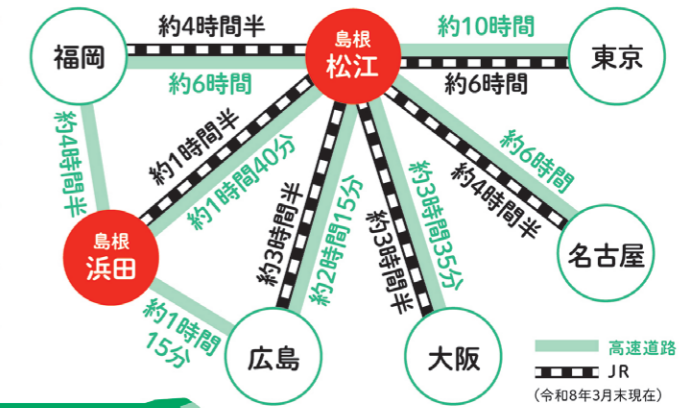 約4時間半
福岡
約6時間
島根
松江
約10時間
約6時間
東京
約4時間半
約1時間半
約1時間40分
約3時間半
約2時間15分
約3時間半
約3時間35分
約6時間
約4時間半
名古屋
島根
浜田
約1時間
15分
広島
大阪
高速道路
JR
(令和8年3月末現在)